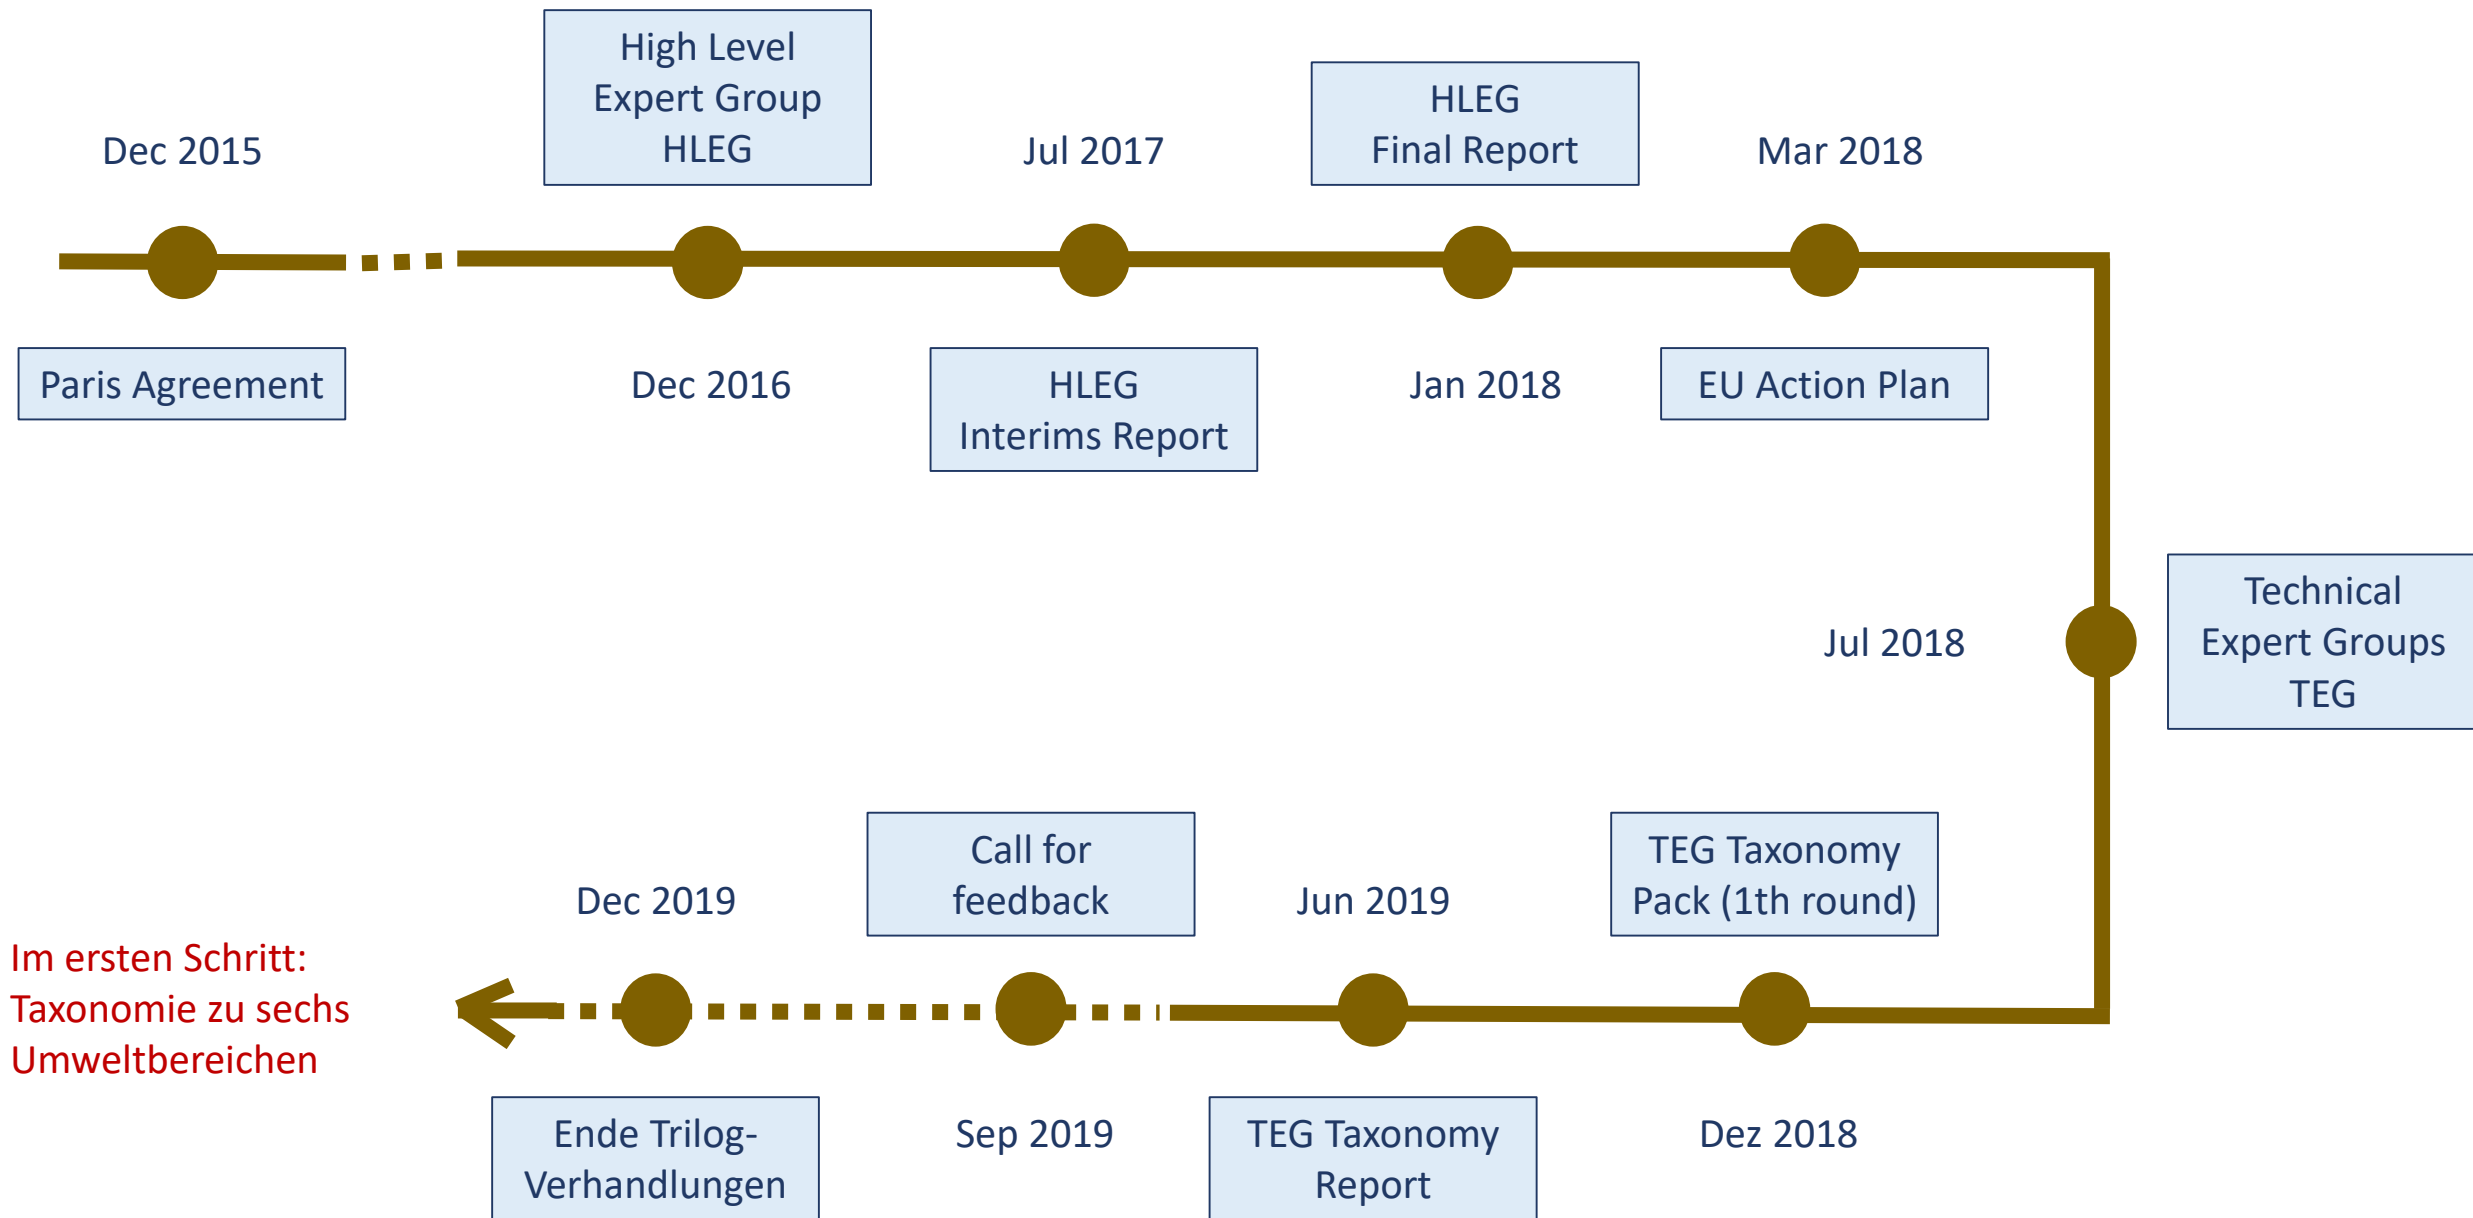 Dec 2015
Paris Agreement
High Level
Expert Group
HLEG
Dec 2016
Jul 2017
HLEG
Interims Report
HLEG
Final Report
Jan 2018
Mar 2018
EU Action Plan
Jul 2018
Technical
Expert Groups
TEG
TEG Taxonomy
Pack (1th round)
Dez 2018
Jun 2019
TEG Taxonomy
Report
Call for
feedback
Sep 2019
Dec 2019
Ende Trilog-
Verhandlungen
Im ersten Schritt:
Taxonomie zu sechs
Umweltbereichen